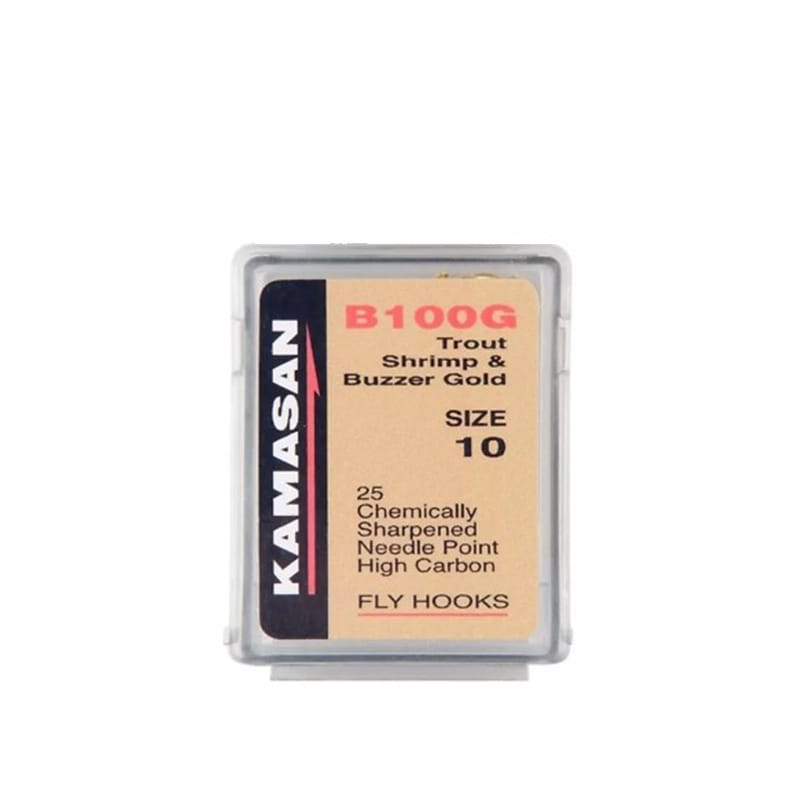 KAMASAN
B100G
Trout
Shrimp &
Buzzer Gold
SIZE
10
25
Chemically
Sharpened
Needle Point
High Carbon
FLY HOOKS